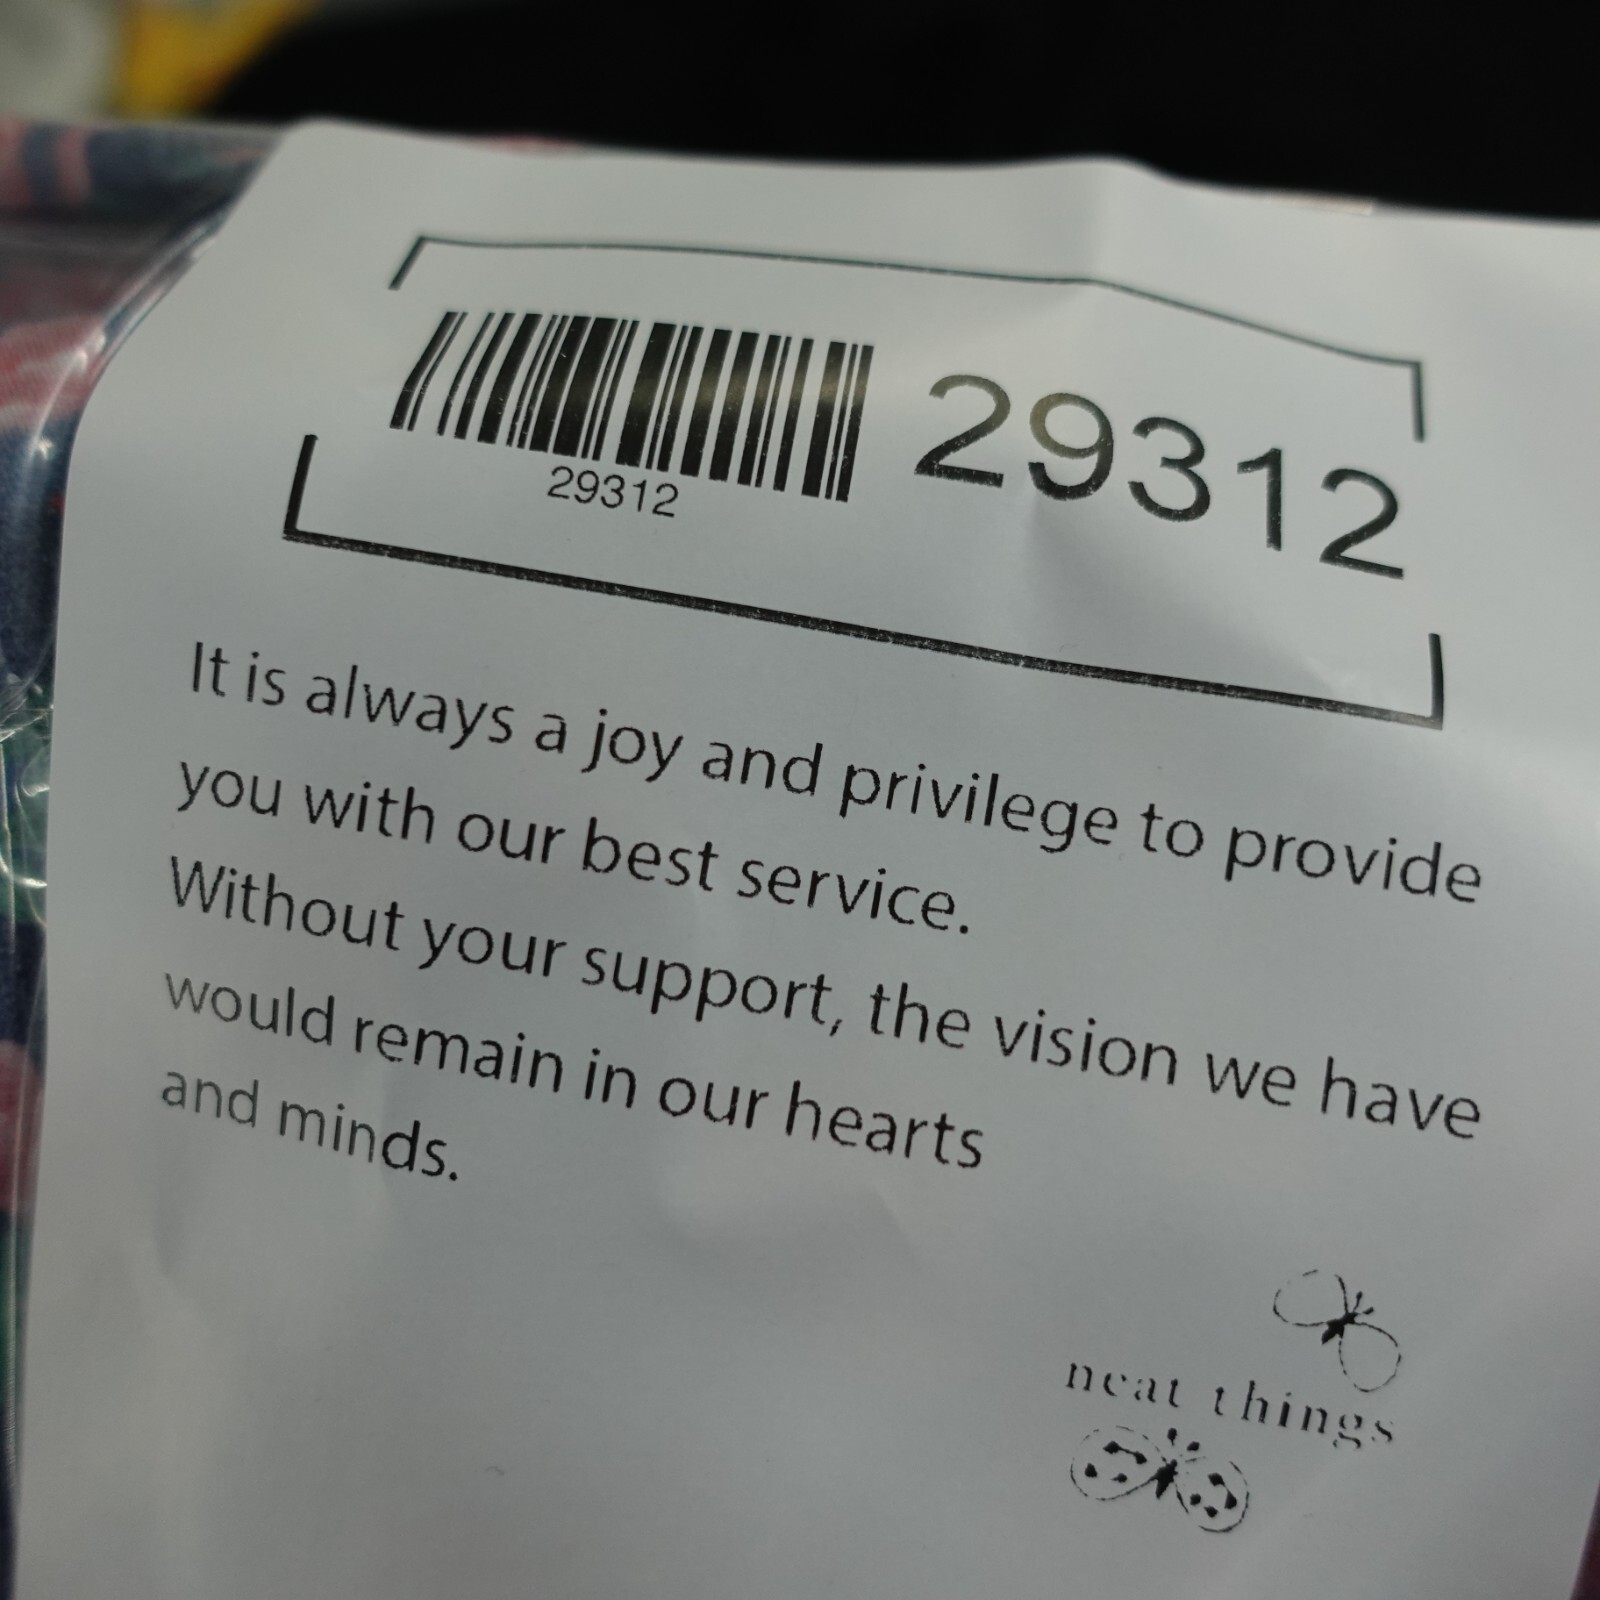 29312
29312
It is always a joy and privilege to provide
you with our best service.
Without your support, the vision we have
would remain in our hearts
and minds.
neat things